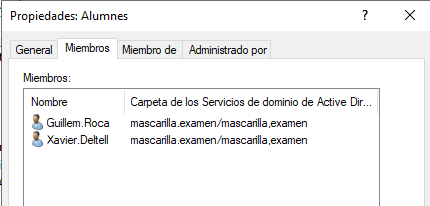 Propiedades: Alumnes
General Miembros Miembro de Administrado por
Miembros:
Nombre Carpeta de los Servicios de dominio de Active Dir...
Guillem.Roca mascarilla.examen/mascarilla,examen
Xavier.Deltell mascarilla.examen/mascarilla,examen